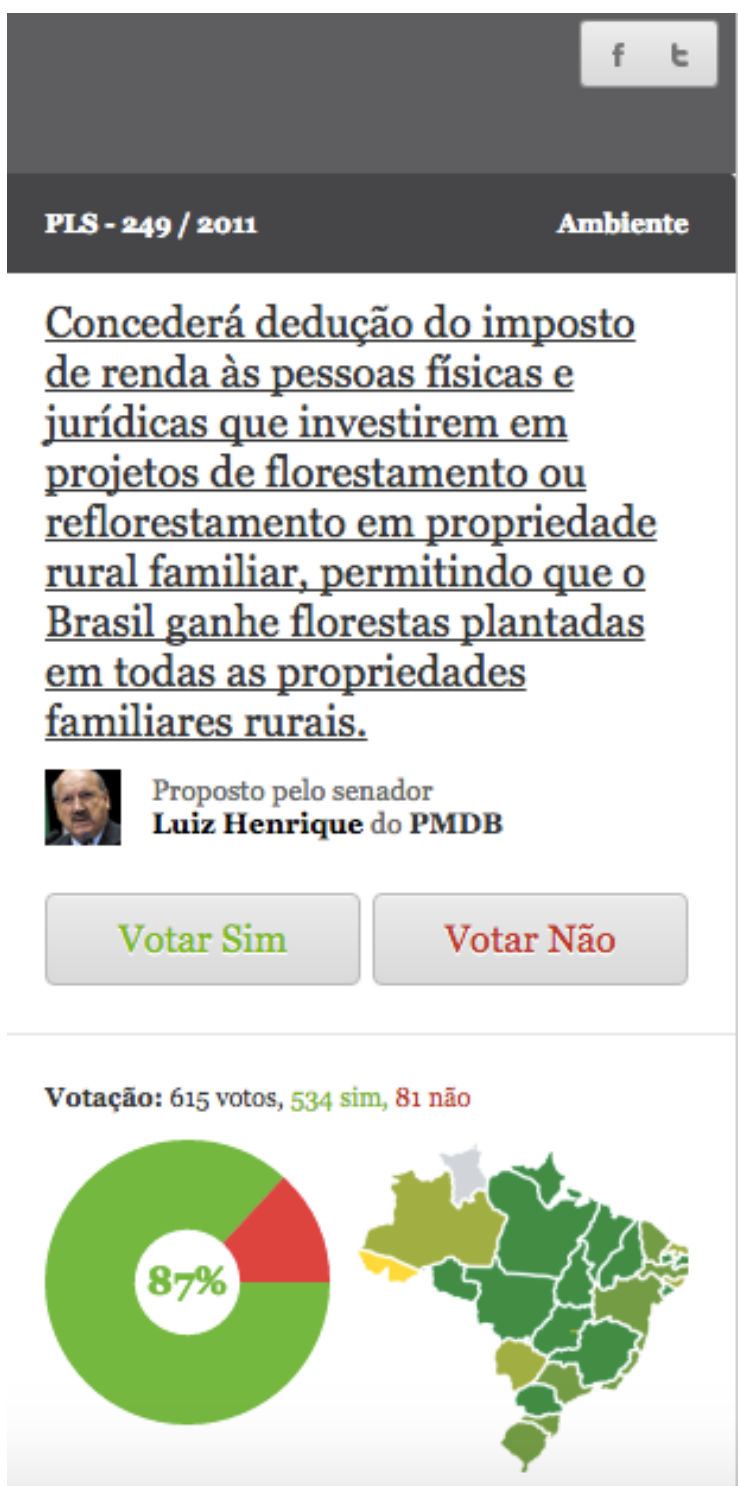 f t
PLS - 249 / 2011 Ambiente
Concederá dedução do imposto
de renda às pessoas físicas e
jurídicas que investirem em
projetos de florestamento ou
reflorestamento em propriedade
rural familiar, permitindo que o
Brasil ganhe florestas plantadas
em todas as propriedades
familiares rurais.
Proposto pelo senador
Luiz Henrique do PMDB
Votar Sim Votar Não
Votação: 615 votos, 534 sim, 81 não
87%